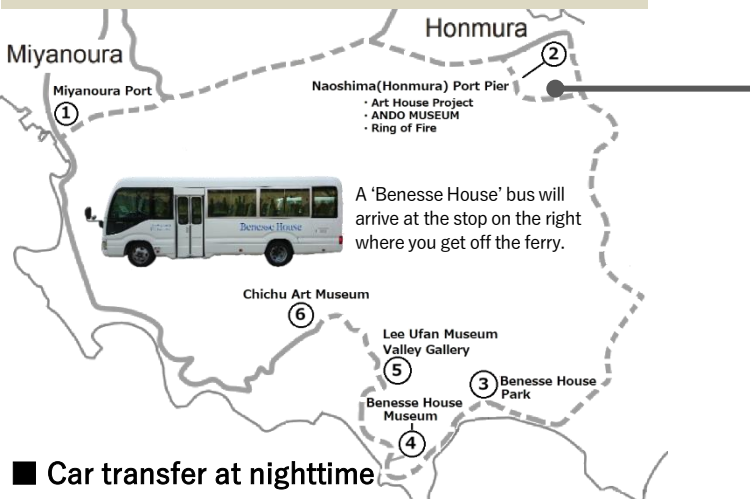 Honmura
Miyanoura
②
Miyanoura Port
①
Naoshima(Honmura) Port Pier
・Art House Project
・ANDO MUSEUM
・Ring of Fire
A ‘Benesse House’ bus will
arrive at the stop on the right
where you get off the ferry.
Benesse House
Chichu Art Museum
⑥
Lee Ufan Museum
Valley Gallery
⑤
③
Benesse House
Park
Benesse House
Museum
④
■ Car transfer at nighttime